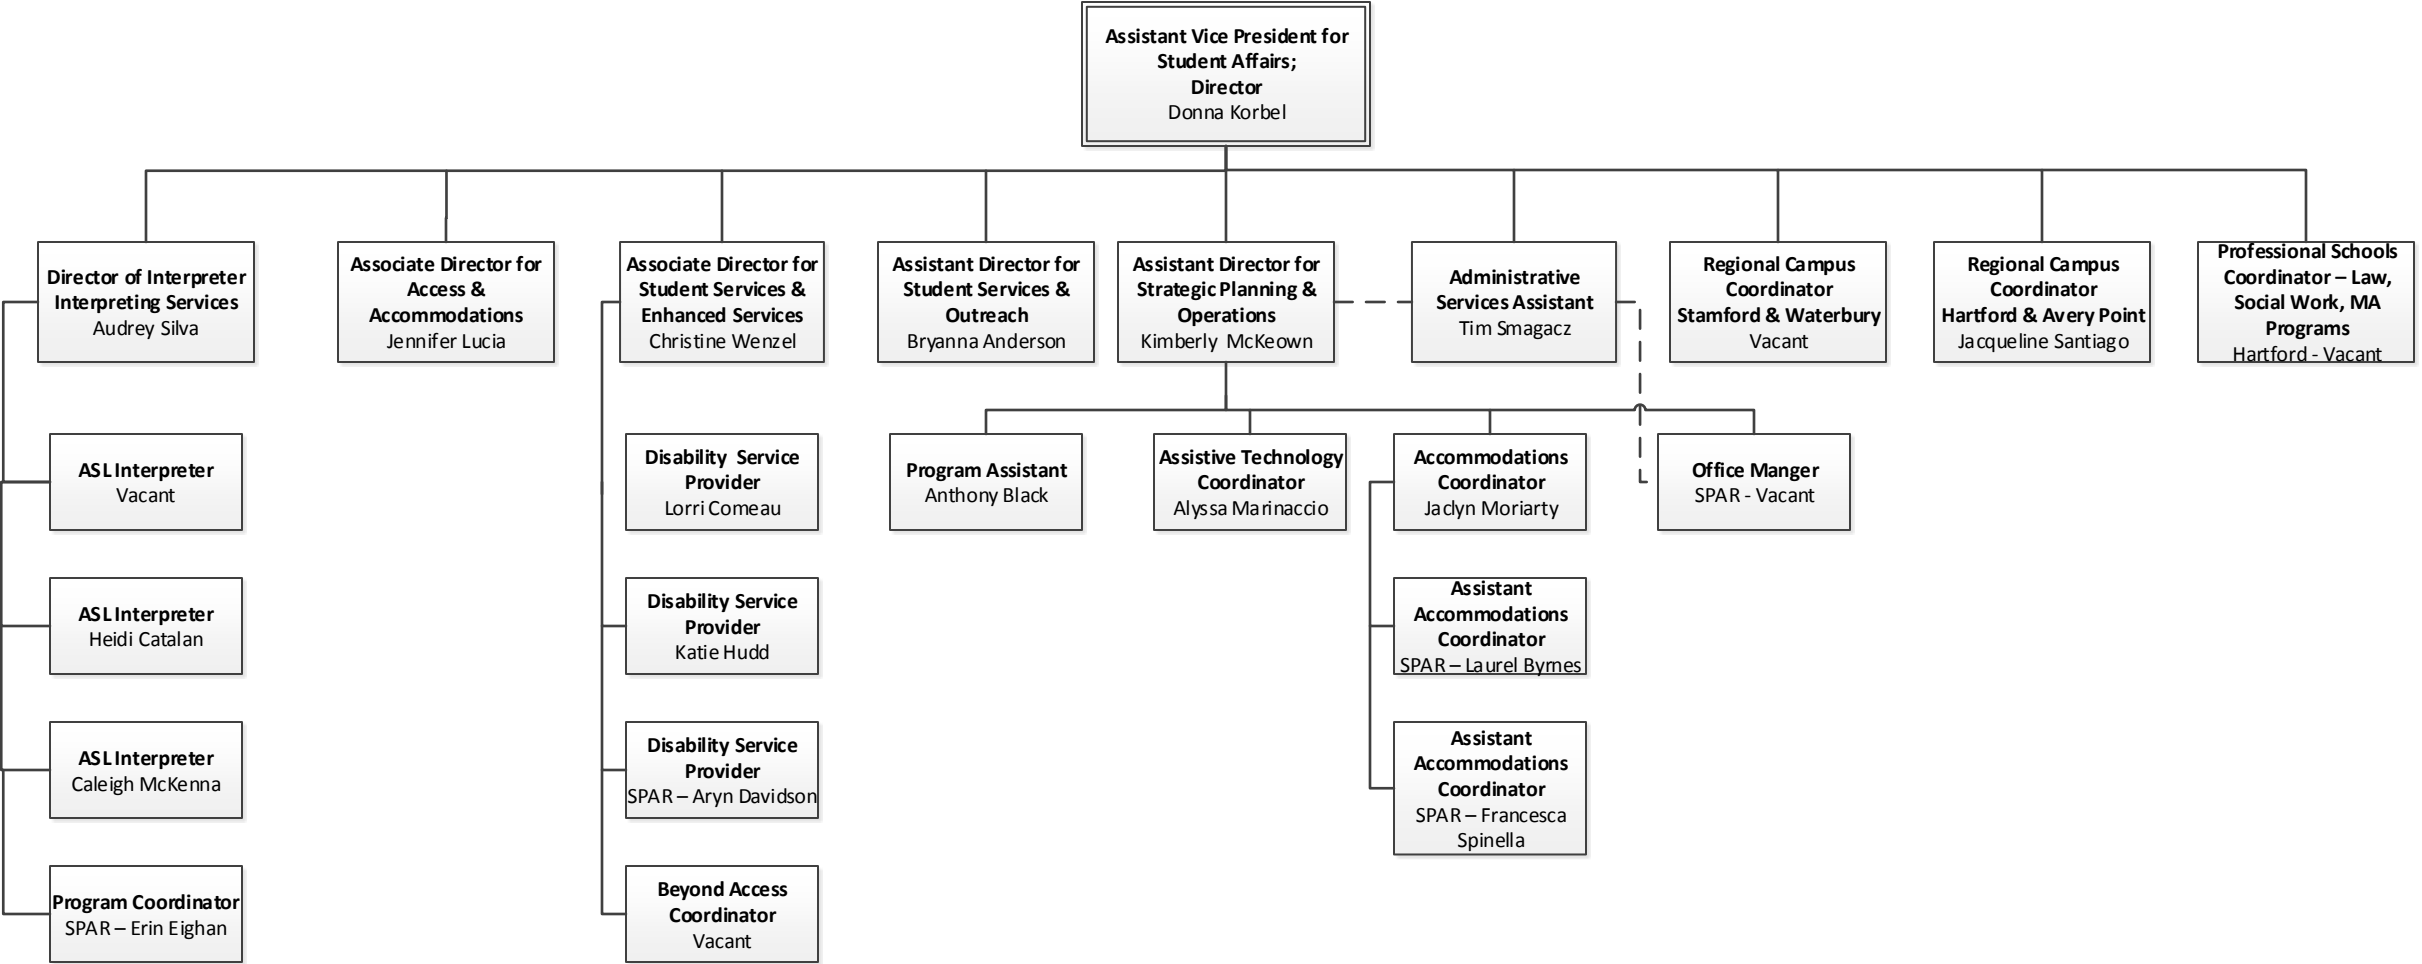 Assistant Vice President for
Student Affairs;
Director
Donna Korbel
Director of Interpreter
Interpreting Services
Audrey Silva
Associate Director for
Access &
Accommodations
Jennifer Lucia
Associate Director for
Student Services &
Enhanced Services
Christine Wenzel
Assistant Director for
Student Services &
Outreach
Bryanna Anderson
Assistant Director for
Strategic Planning &
Operations
Kimberly McKeown
Administrative
Services Assistant
Tim Smagacz
Regional Campus
Coordinator
Stamford & Waterbury
Vacant
Regional Campus
Coordinator
Hartford & Avery Point
Jacqueline Santiago
Professional Schools
Coordinator – Law,
Social Work, MA
Programs
Hartford - Vacant
ASL Interpreter
Vacant
Disability Service
Provider
Lorri Comeau
Program Assistant
Anthony Black
Assistive Technology
Coordinator
Alyssa Marinaccio
Accommodations
Coordinator
Jaclyn Moriarty
Office Manger
SPAR - Vacant
ASL Interpreter
Heidi Catalan
Disability Service
Provider
Katie Hudd
Assistant
Accommodations
Coordinator
SPAR – Laurel Byrnes
ASL Interpreter
Caleigh McKenna
Disability Service
Provider
SPAR – Aryn Davidson
Assistant
Accommodations
Coordinator
SPAR – Francesca
Spinella
Program Coordinator
SPAR – Erin Eighan
Beyond Access
Coordinator
Vacant